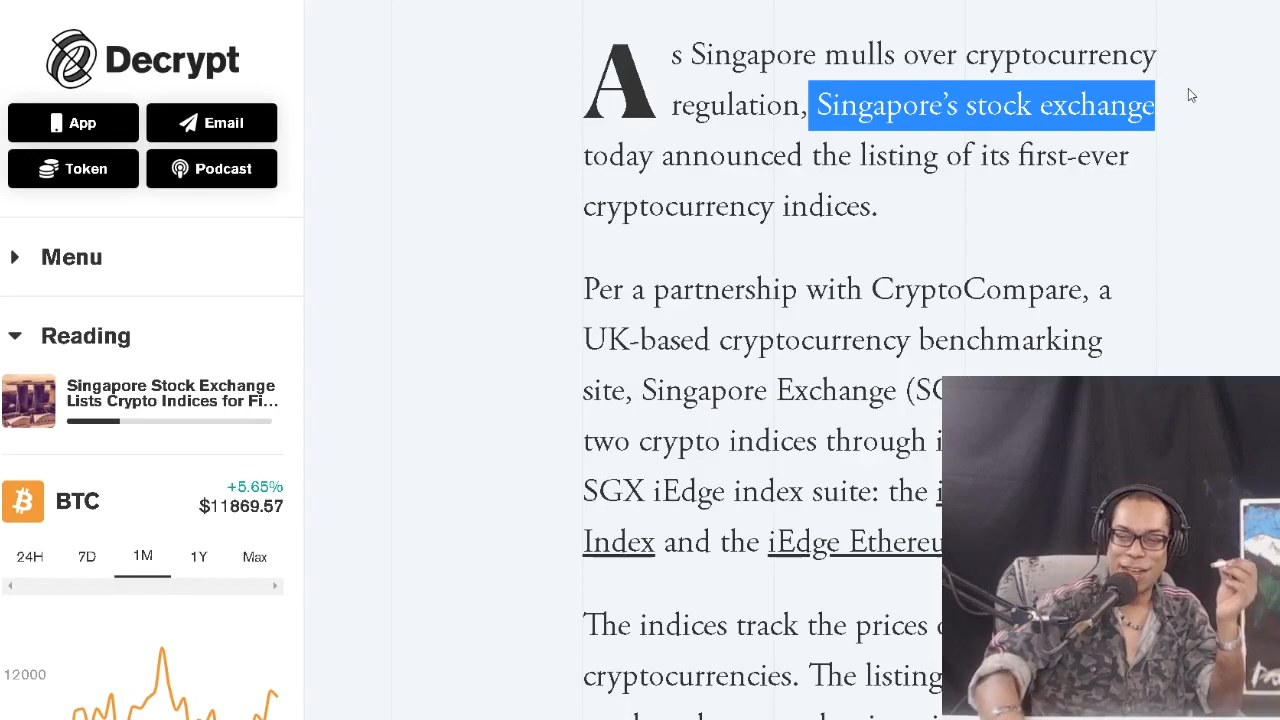 Decrypt
App
Email
Token
Podcast
Menu
Reading
Singapore Stock Exchange
Lists Crypto Indices for Fi...
BTC
+5.65%
$11869.57
24H 7D 1M 1Y Max
12000
As Singapore mulls over cryptocurrency
regulation, Singapore’s stock exchange
today announced the listing of its first-ever
cryptocurrency indices.
Per a partnership with CryptoCompare, a
UK-based cryptocurrency benchmarking
site, Singapore Exchange
two crypto indices through
SGX iEdge index suite: the
Index and the iEdge
The indices track the prices
cryptocurrencies. The listing